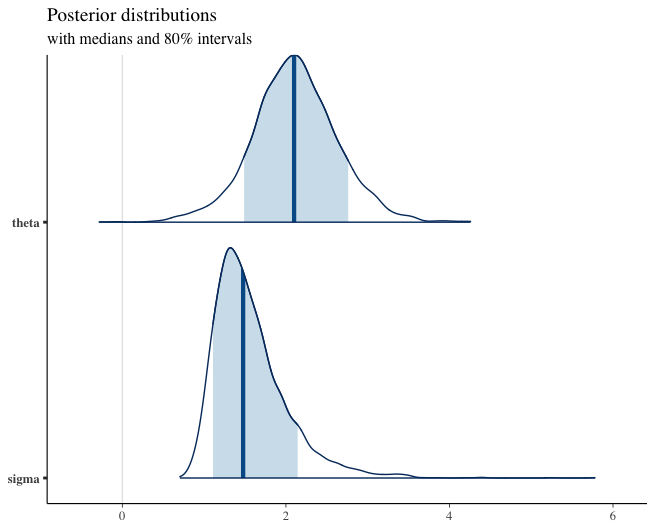 Posterior distributions
with medians and 80% intervals
theta
sigma
0 2 4 6